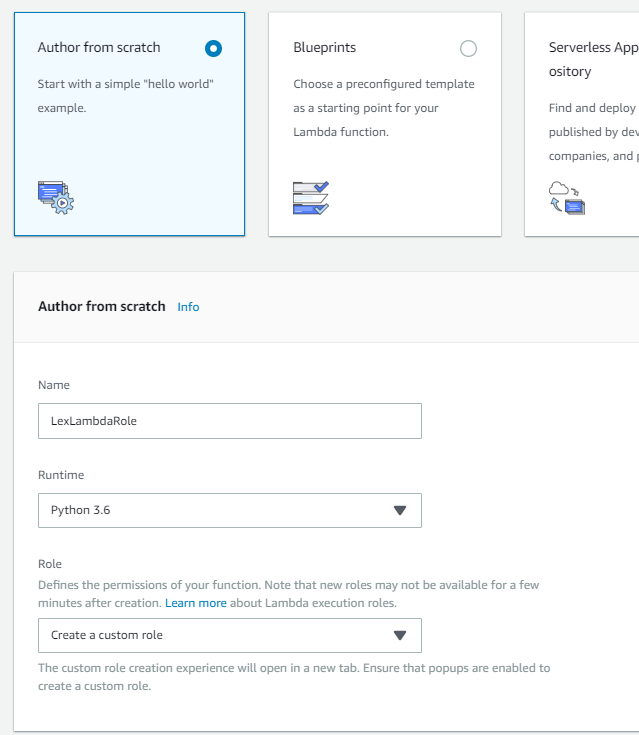 Author from scratch
Start with a simple "hello world"
example.
Blueprints
Choose a preconfigured template
as a starting point for your
Lambda function.
Serverless App
ository
Find and deploy
published by dev
companies, and p
Author from scratch Info
Name
LexLambdaRole
Runtime
Python 3.6
Role
Defines the permissions of your function. Note that new roles may not be available for a few
minutes after creation. Learn more about Lambda execution roles.
Create a custom role
The custom role creation experience will open in a new tab. Ensure that popups are enabled to
create a custom role.